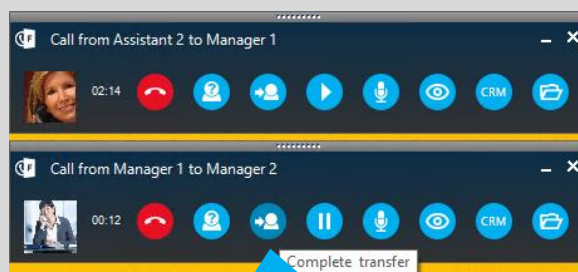 Call from Assistant 2 to Manager 1
02:14
CRM
Call from Manager 1 to Manager 2
00:12
CRM
Complete transfer